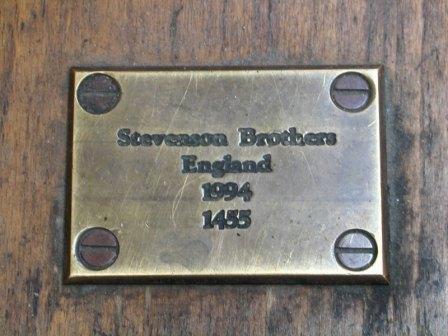 Stevenson Brothers
England
1994
1455